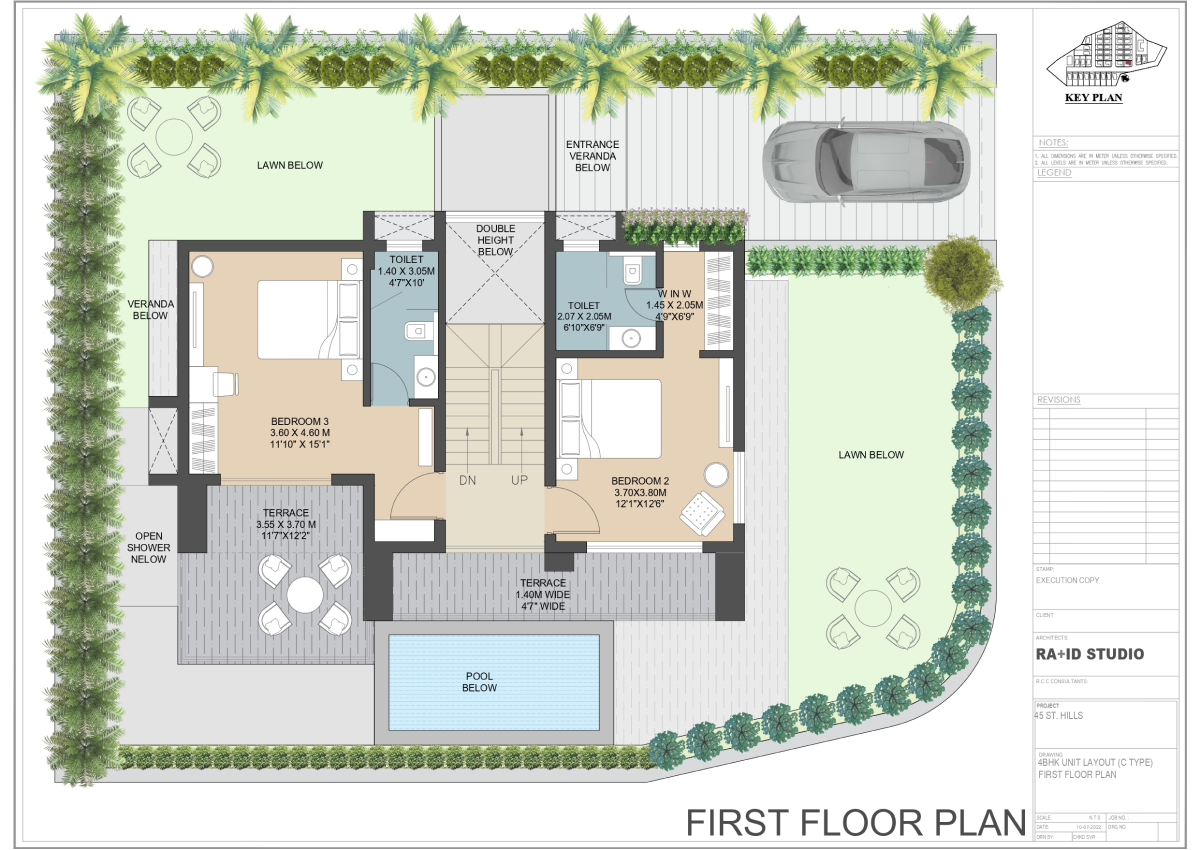 LAWN BELOW
ENTRANCE
VERANDA
BELOW
DOUBLE
HEIGHT
BELOW
TOILET
1.40 X 3.05M
4'7"X10'
VERANDA
BELOW
TOILET
2.07 X 2.05M
6'10"X6'9"
W IN W
1.45 X 2.05M
4'9"X6'9"
BEDROOM 3
3.60 X 4.60 M
11'10" X 15'1"
LAWN BELOW
DN
UP
BEDROOM 2
3.70X3.80M
12'1"X12'6"
TERRACE
3.55 X 3.70 M
11'7"X12'2"
OPEN
SHOWER
NELOW
TERRACE
1.40M WIDE
4'7" WIDE
POOL
BELOW
FIRST FLOOR PLAN
KEY PLAN
NOTES:
1. ALL DIMENSIONS ARE IN METER UNLESS OTHERWISE SPECIFIED.
2. ALL LEVELS ARE IN METER UNLESS OTHERWISE SPECIFIED.
LEGEND
REVISIONS
STAMP:
EXECUTION COPY
CLIENT
ARCHITECTS:
RA+ID STUDIO
R.C.C CONSULTANTS:
PROJECT
45 ST. HILLS
DRAWING
4BHK UNIT LAYOUT (C TYPE)
FIRST FLOOR PLAN
SCALE: N.T.S JOB NO. :
DATE: 16-07-2022 DRG NO.
DRN BY: CHKD.SVR